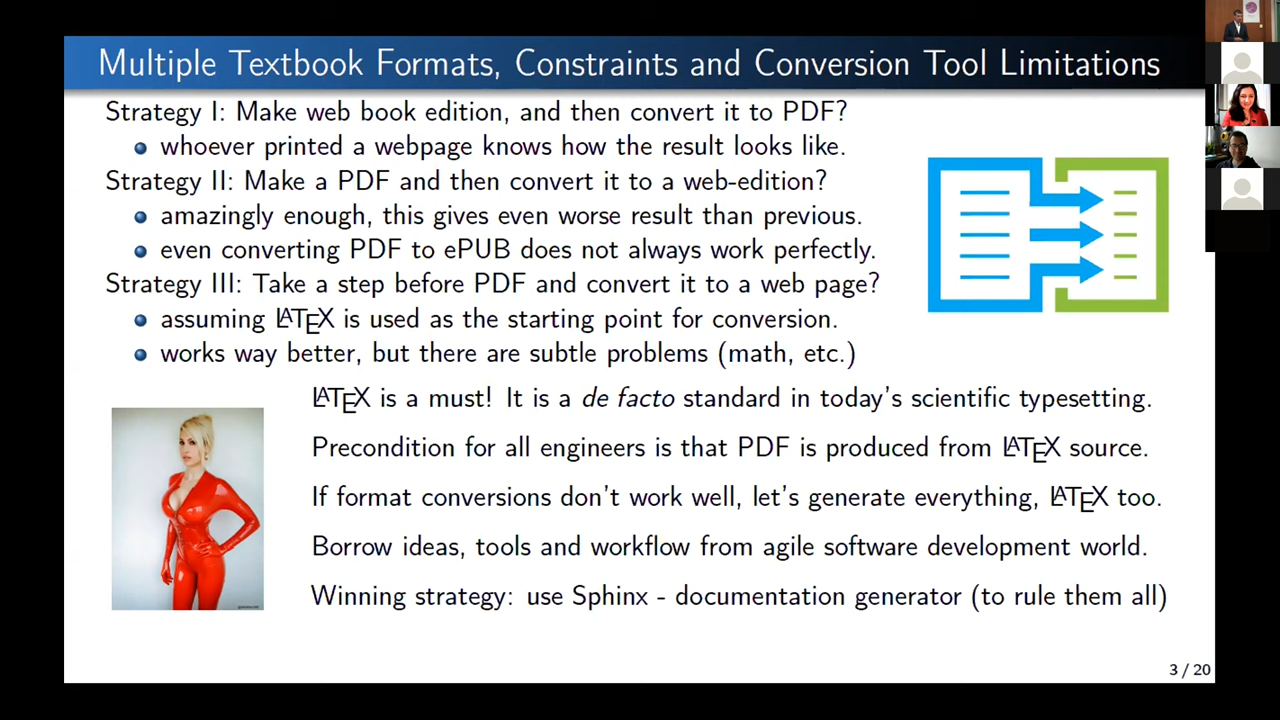 Multiple Textbook Formats, Constraints and Conversion Tool Limitations
Strategy I: Make web book edition, and then convert it to PDF?
whoever printed a webpage knows how the result looks like.
Strategy II: Make a PDF and then convert it to a web-edition?
amazingly enough, this gives even worse result than previous.
even converting PDF to ePUB does not always work perfectly.
Strategy III: Take a step before PDF and convert it to a web page?
assuming LATEX is used as the starting point for conversion.
works way better, but there are subtle problems (math, etc.)
LATEX is a must! It is a de facto standard in today's scientific typesetting.
Precondition for all engineers is that PDF is produced from LATEX source.
If format conversions don't work well, let's generate everything, LATEX too.
Borrow ideas, tools and workflow from agile software development world.
Winning strategy: use Sphinx - documentation generator (to rule them all)
3 / 20